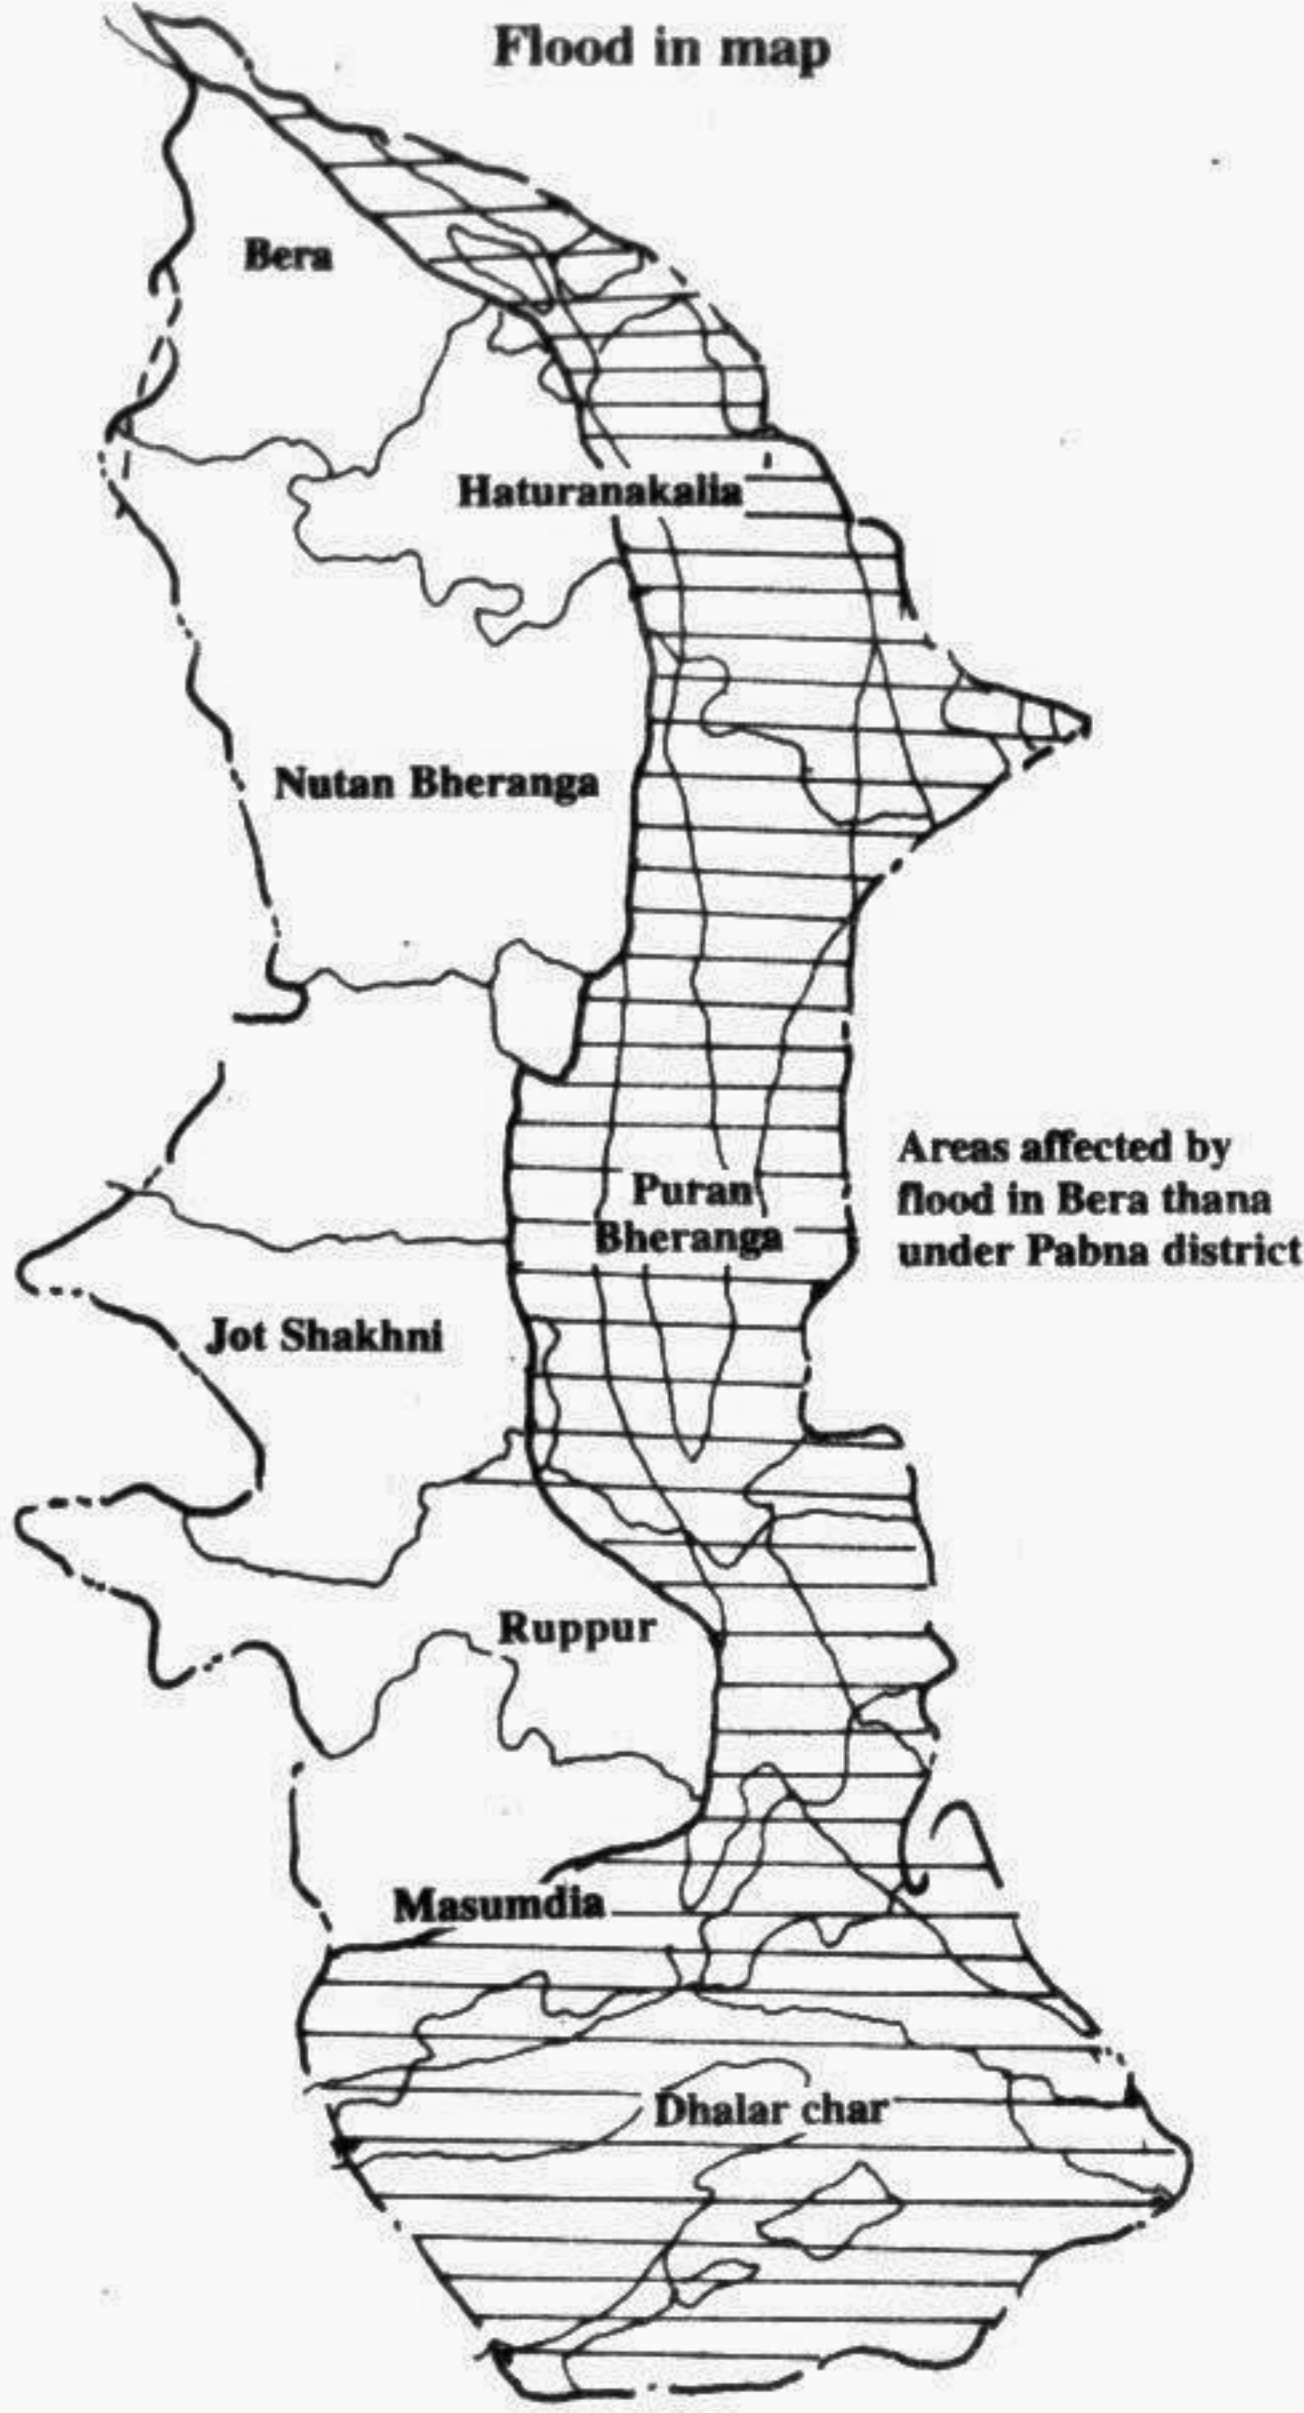 Flood in map
Bera
Haturanakalia
Nutan Bheranga
Areas affected by
flood in Bera thana
under Pabna district
Puran
Bheranga
Jot Shakhni
Ruppur
Masumdia
Dhalar char